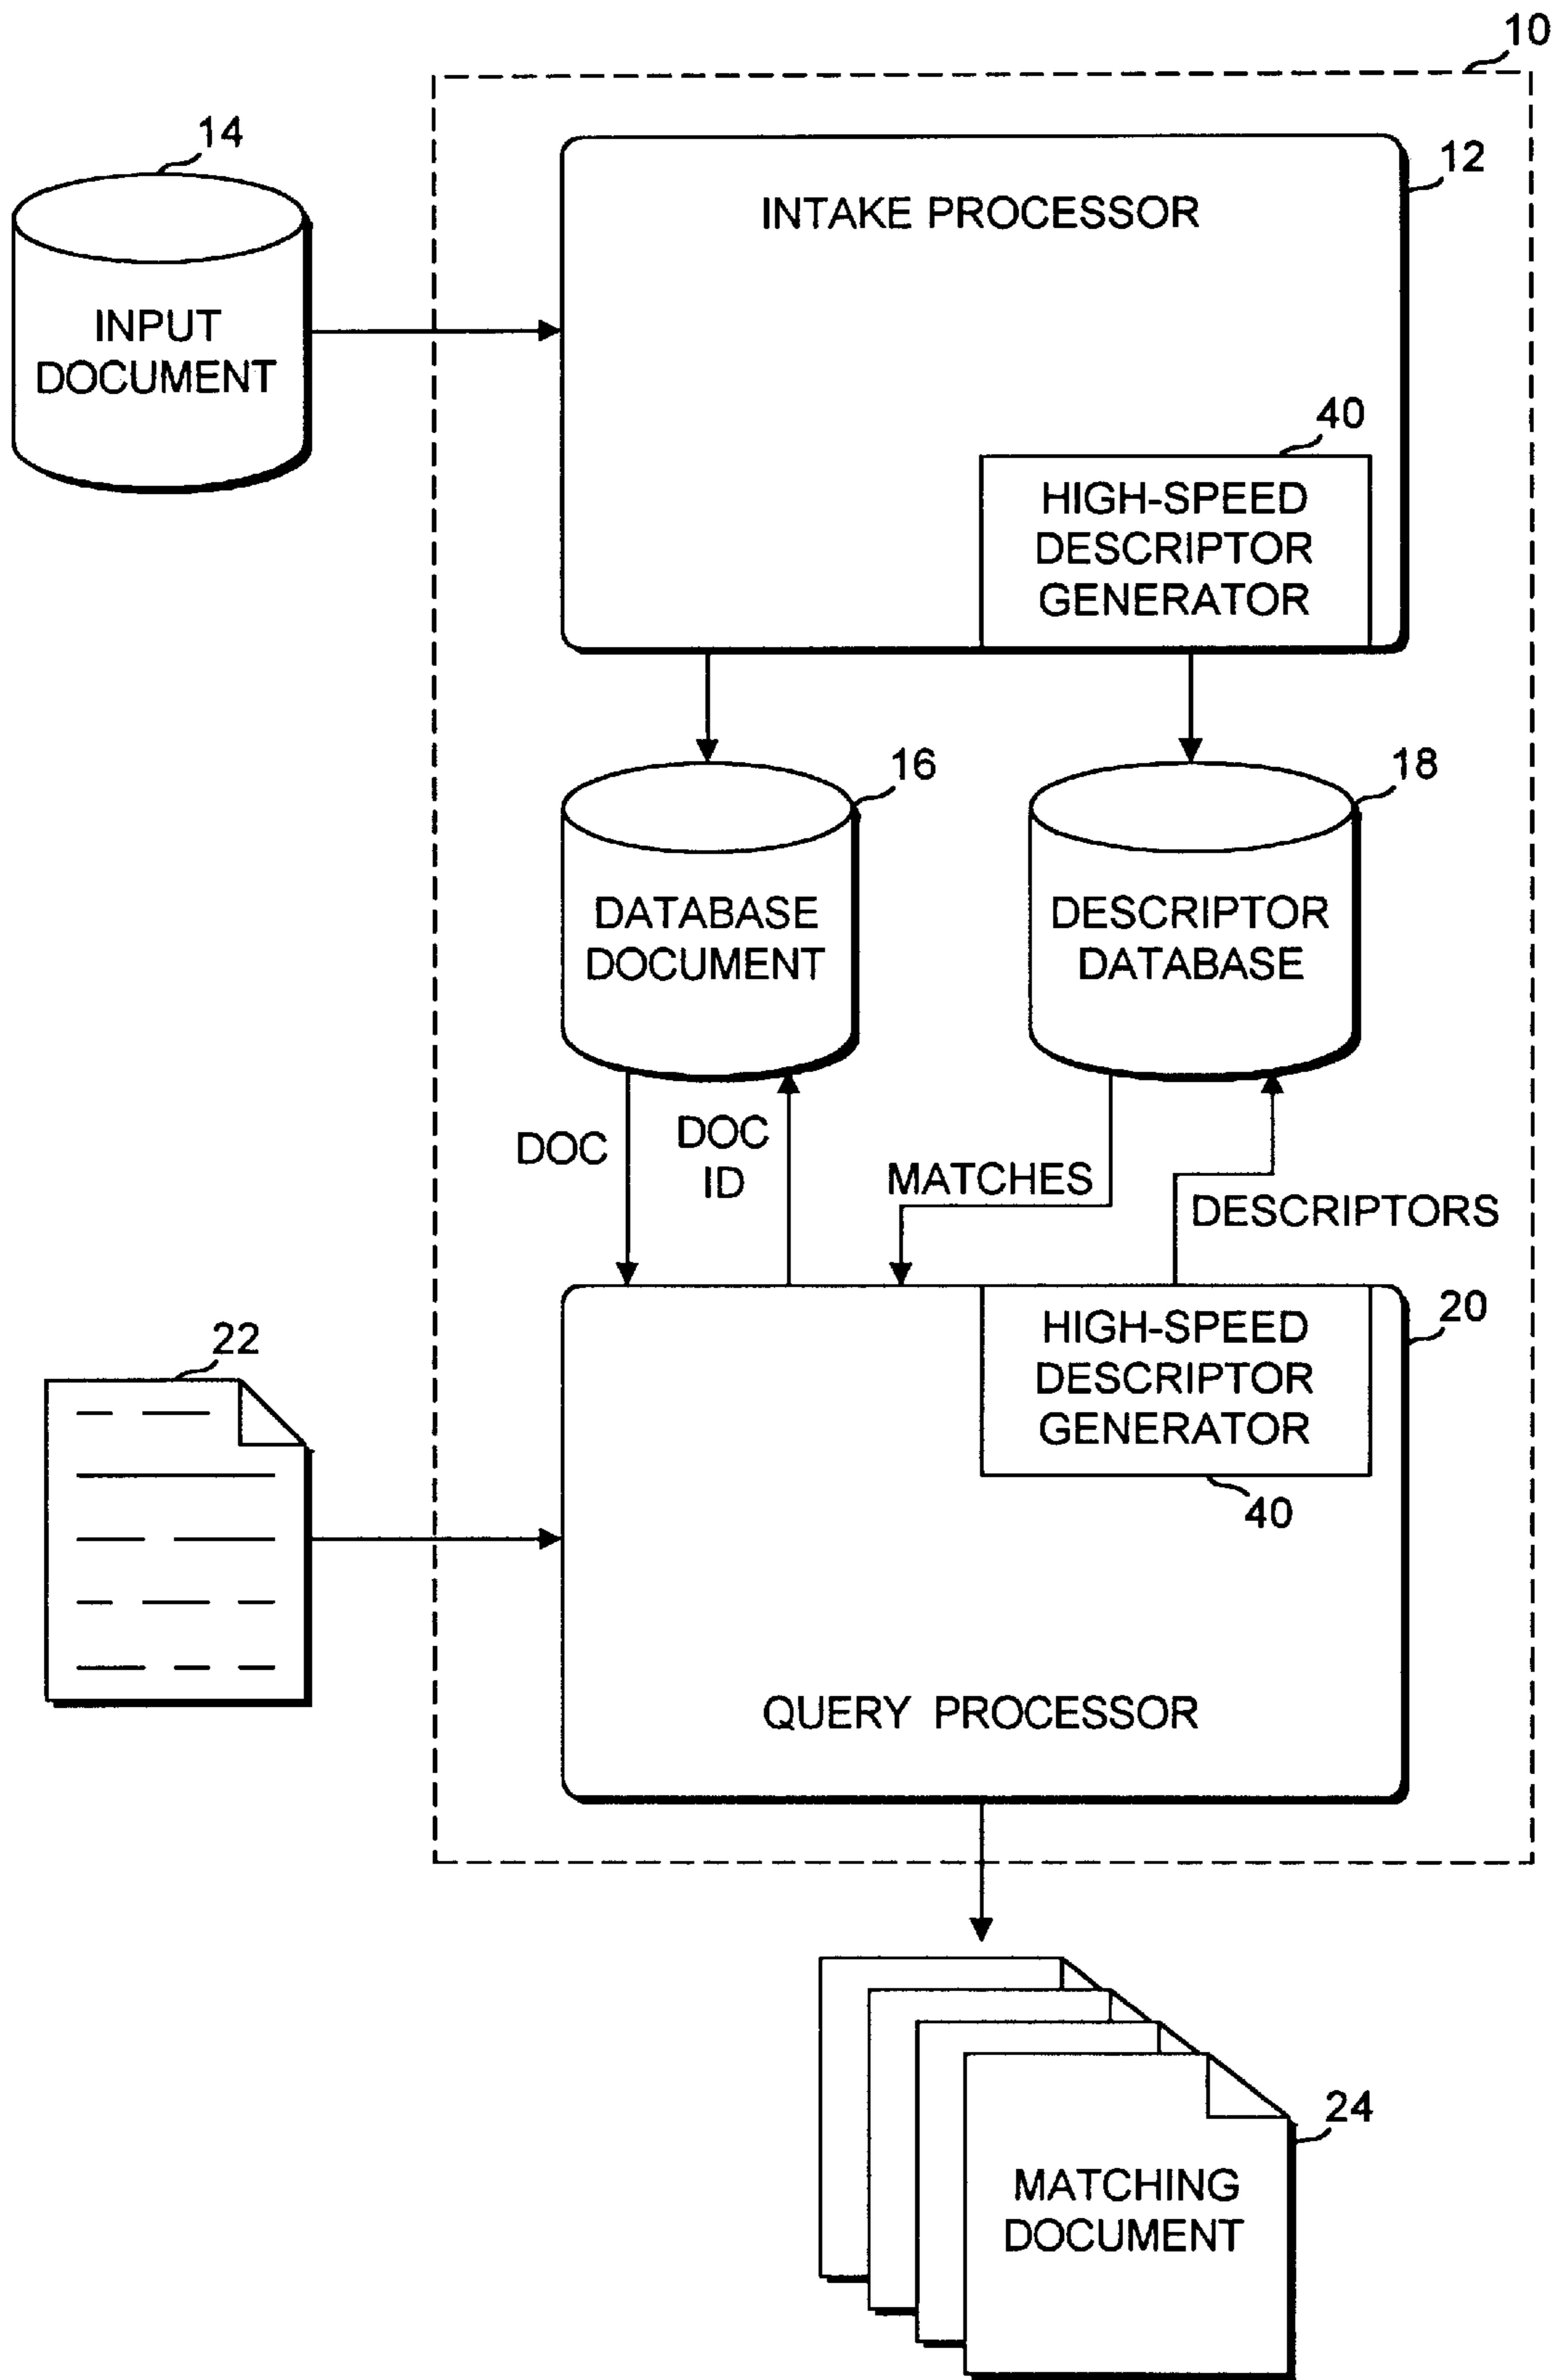 10
14
12
INTAKE PROCESSOR
INPUT
DOCUMENT
40
HIGH-SPEED
DESCRIPTOR
GENERATOR
16
18
DATABASE
DOCUMENT
DESCRIPTOR
DATABASE
DOC
DOC
ID
MATCHES
DESCRIPTORS
20
HIGH-SPEED
DESCRIPTOR
GENERATOR
22
40
QUERY PROCESSOR
24
MATCHING
DOCUMENT